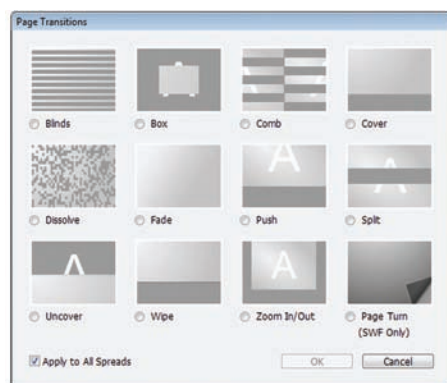 Page Transitions
Blinds
Box
Comb
Cover
Dissolve
Fade
A
Push
A
Split
Uncover
Wipe
A
Zoom In/Out
Page Turn
(SWF Only)
Apply to All Spreads
OK
Cancel